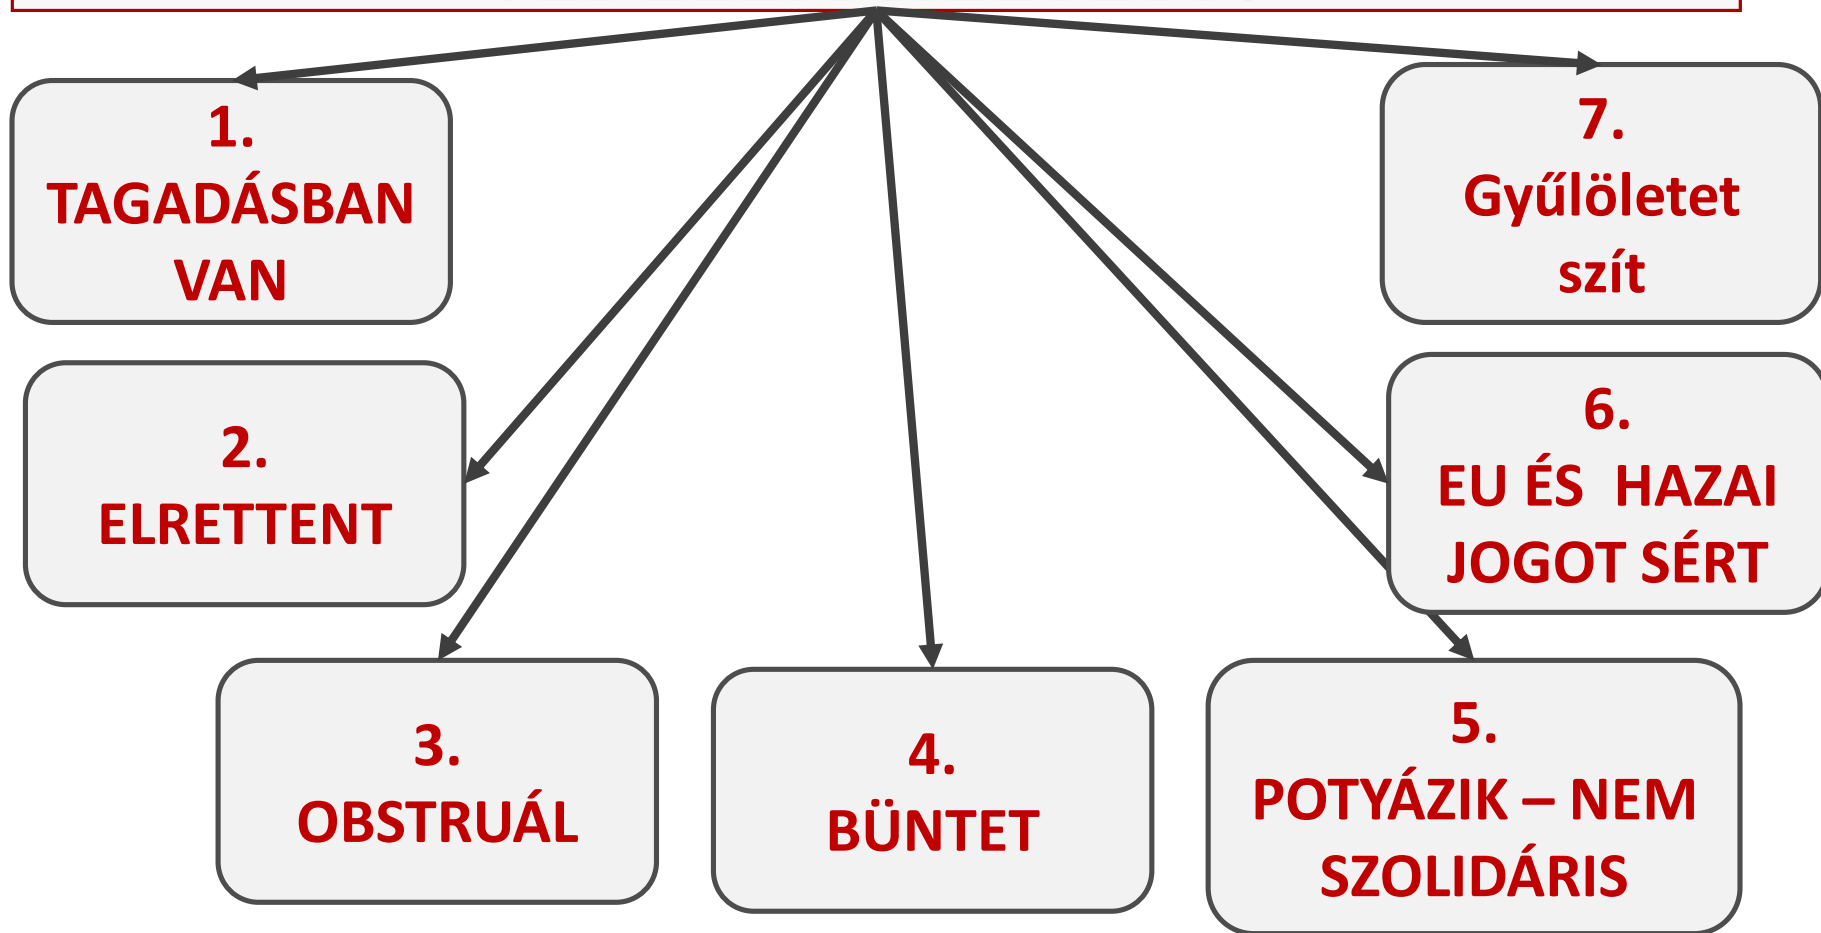 1.
TAGADÁSBAN
VAN
2.
ELRETTENT
3.
OBSTRUÁL
4.
BÜNTET
5.
POTYÁZIK – NEM
SZOLIDÁRIS
6.
EU ÉS  HAZAI
JOGOT SÉRT
7.
Gyűlöletet
szít